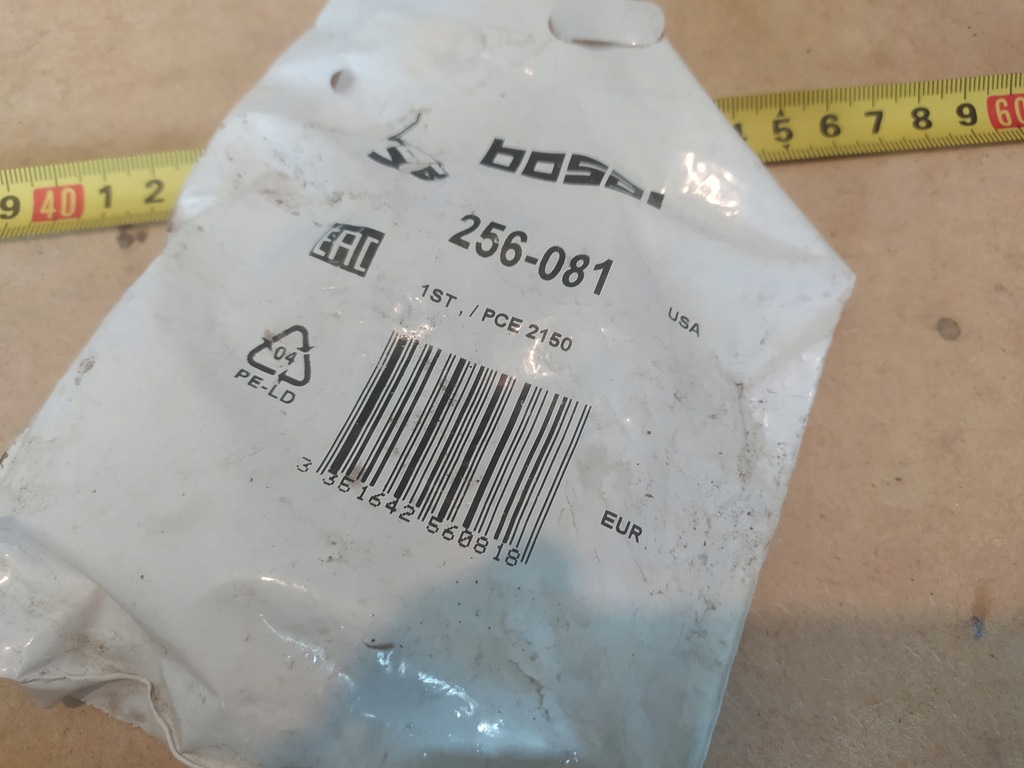 9 40 1 2
4 5 6 7 8 9 60
bosal
256-081
EAC
1ST , / PCE 2150
USA
04
PE-LD
3 351642 560818
EUR